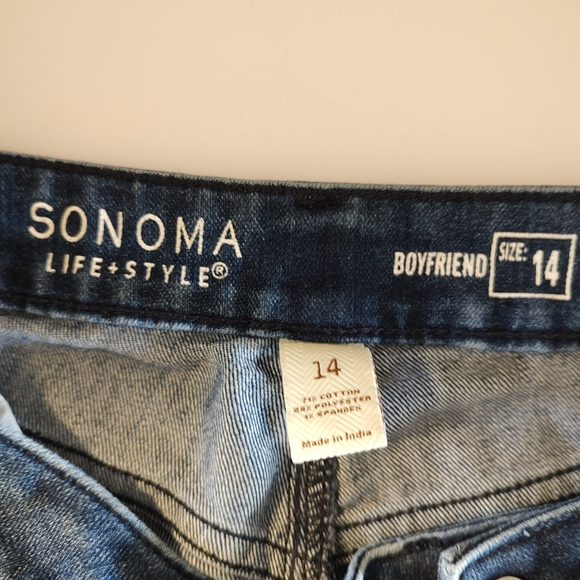 SONOMA
LIFE+STYLE®
BOYFRIEND
SIZE: 14
14
71% COTTON
28% POLYESTER
1% SPANDEX
Made in India